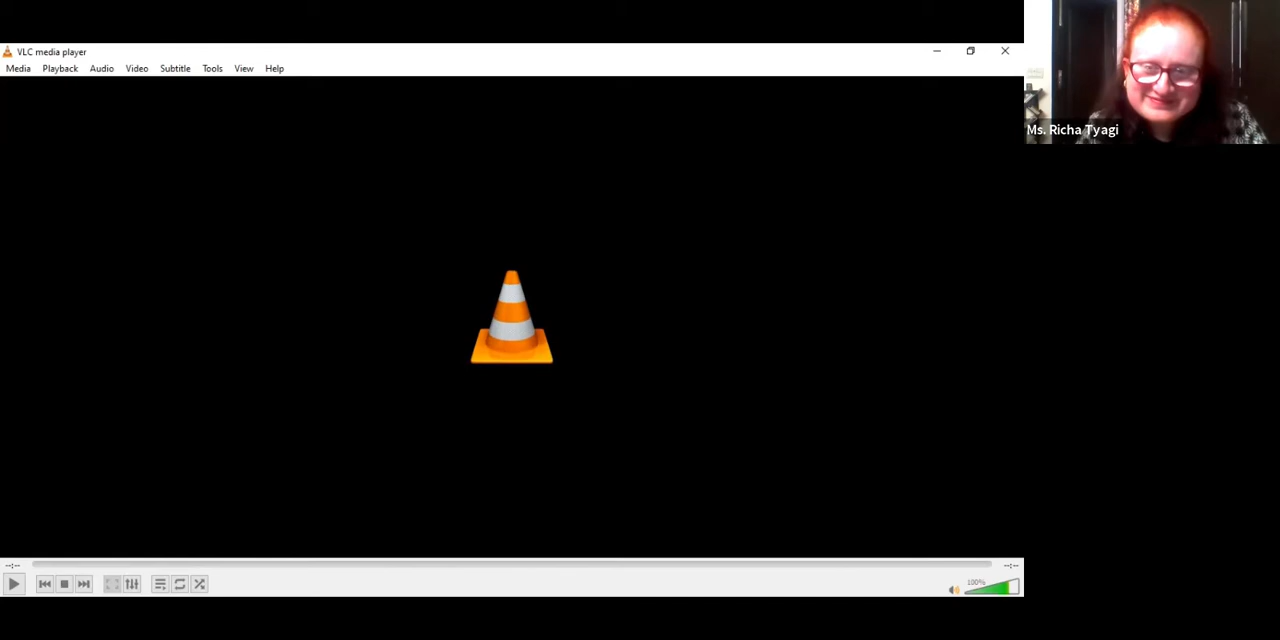 VLC media player
Media Playback Audio Video Subtitle Tools View Help
Ms. Richa Tyagi
--:-- --:--
100%